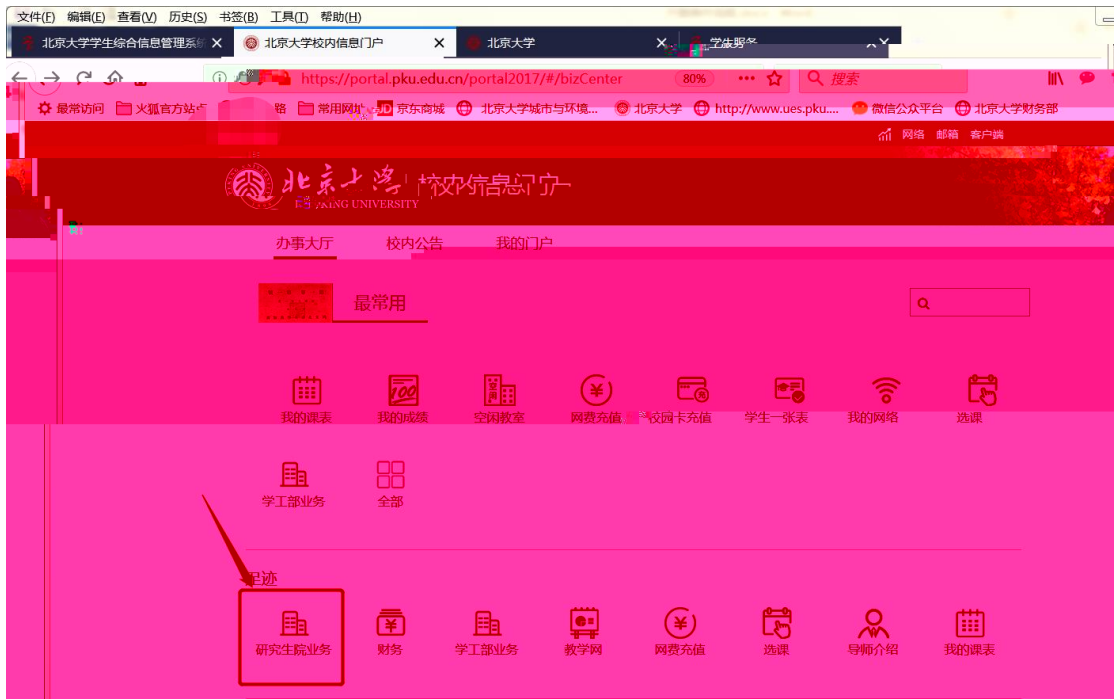 文件(F) 编辑(E) 查看(V) 历史(S) 书签(B) 工具(T) 帮助(H)
北京大学学生综合信息管理系统 北京大学校内信息门户 北京大学 学生服务
https://portal.pku.edu.cn/portal2017/#/bizCenter 80% 搜索
最常访问 火狐官方站点 常用网址 JD 京东商城 北京大学城市与环境... 北京大学 http://www.ues.pku.... 微信公众平台 北京大学财务部
网络 邮箱 客户端
北京大学 校内信息门户
PEKING UNIVERSITY
办事大厅 校内公告 我的门户
最常用
我的课表 我的成绩 空闲教室 网费充值 校园卡充值 学生一张表 我的网络 选课
学工部业务 全部
足迹
研究生院业务 财务 学工部业务 教学网 网费充值 选课 导师介绍 我的课表